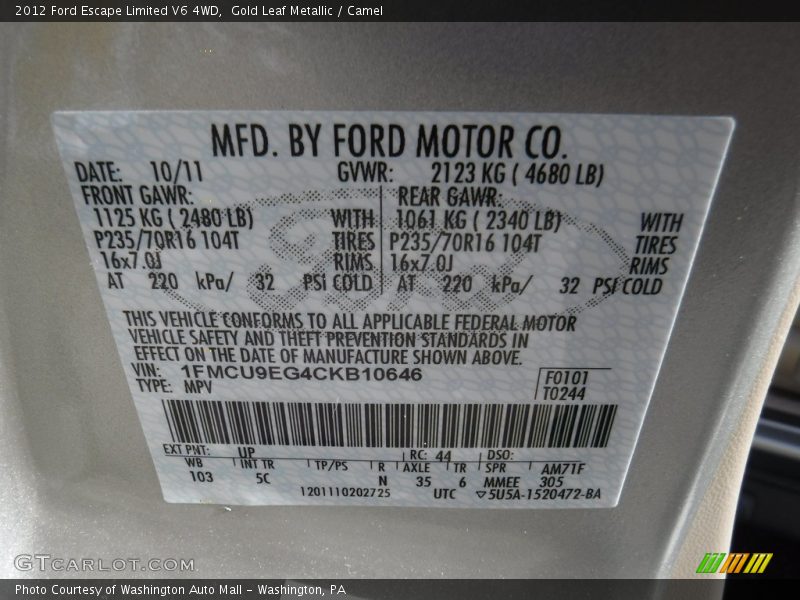 2012 Ford Escape Limited V6 4WD,  Gold Leaf Metallic / Camel
MFD. BY FORD MOTOR CO.
DATE: 10/11 GVWR: 2123 KG ( 4680 LB)
FRONT GAWR: REAR GAWR:
1125 KG ( 2480 LB) WITH 1061 KG ( 2340 LB) WITH
P235/70R16 104T TIRES P235/70R16 104T TIRES
16x7.0J RIMS 16x7.0J RIMS
AT 220 kPa/ 32 PSI COLD AT 220 kPa/ 32 PSI COLD
THIS VEHICLE CONFORMS TO ALL APPLICABLE FEDERAL MOTOR
VEHICLE SAFETY AND THEFT PREVENTION STANDARDS IN
EFFECT ON THE DATE OF MANUFACTURE SHOWN ABOVE.
VIN: 1FMCU9EG4CKB10646 F0101
TYPE: MPV T0244
EXT PNT: UP RC: 44 DSO:
WB INT TR TP/PS R AXLE TR SPR AM71F
103 5C N 35 6 MMEE 305
1201110202725 UTC ▽5U5A-1520472-BA
GTCARLOT.COM
Photo Courtesy of Washington Auto Mall - Washington, PA